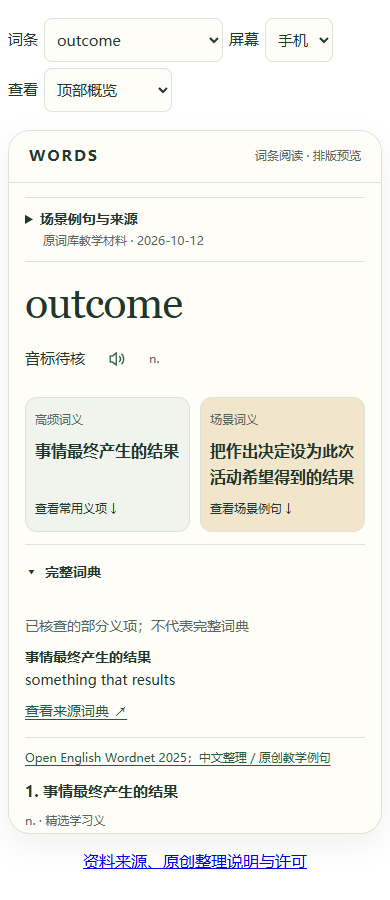 词条 outcome 屏幕 手机
查看 顶部概览
WORDS 词条阅读 · 排版预览
▶ 场景例句与来源
原词库教学材料 · 2026-10-12
outcome
音标待核 n.
高频词义
事情最终产生的结果
查看常用义项 ↓
场景词义
把作出决定设为此次
活动希望得到的结果
查看场景例句 ↓
▼ 完整词典
已核查的部分义项；不代表完整词典
事情最终产生的结果
something that results
查看来源词典 ↗
Open English Wordnet 2025；中文整理 / 原创教学例句
1. 事情最终产生的结果
n. · 精选学习义
资料来源、原创整理说明与许可